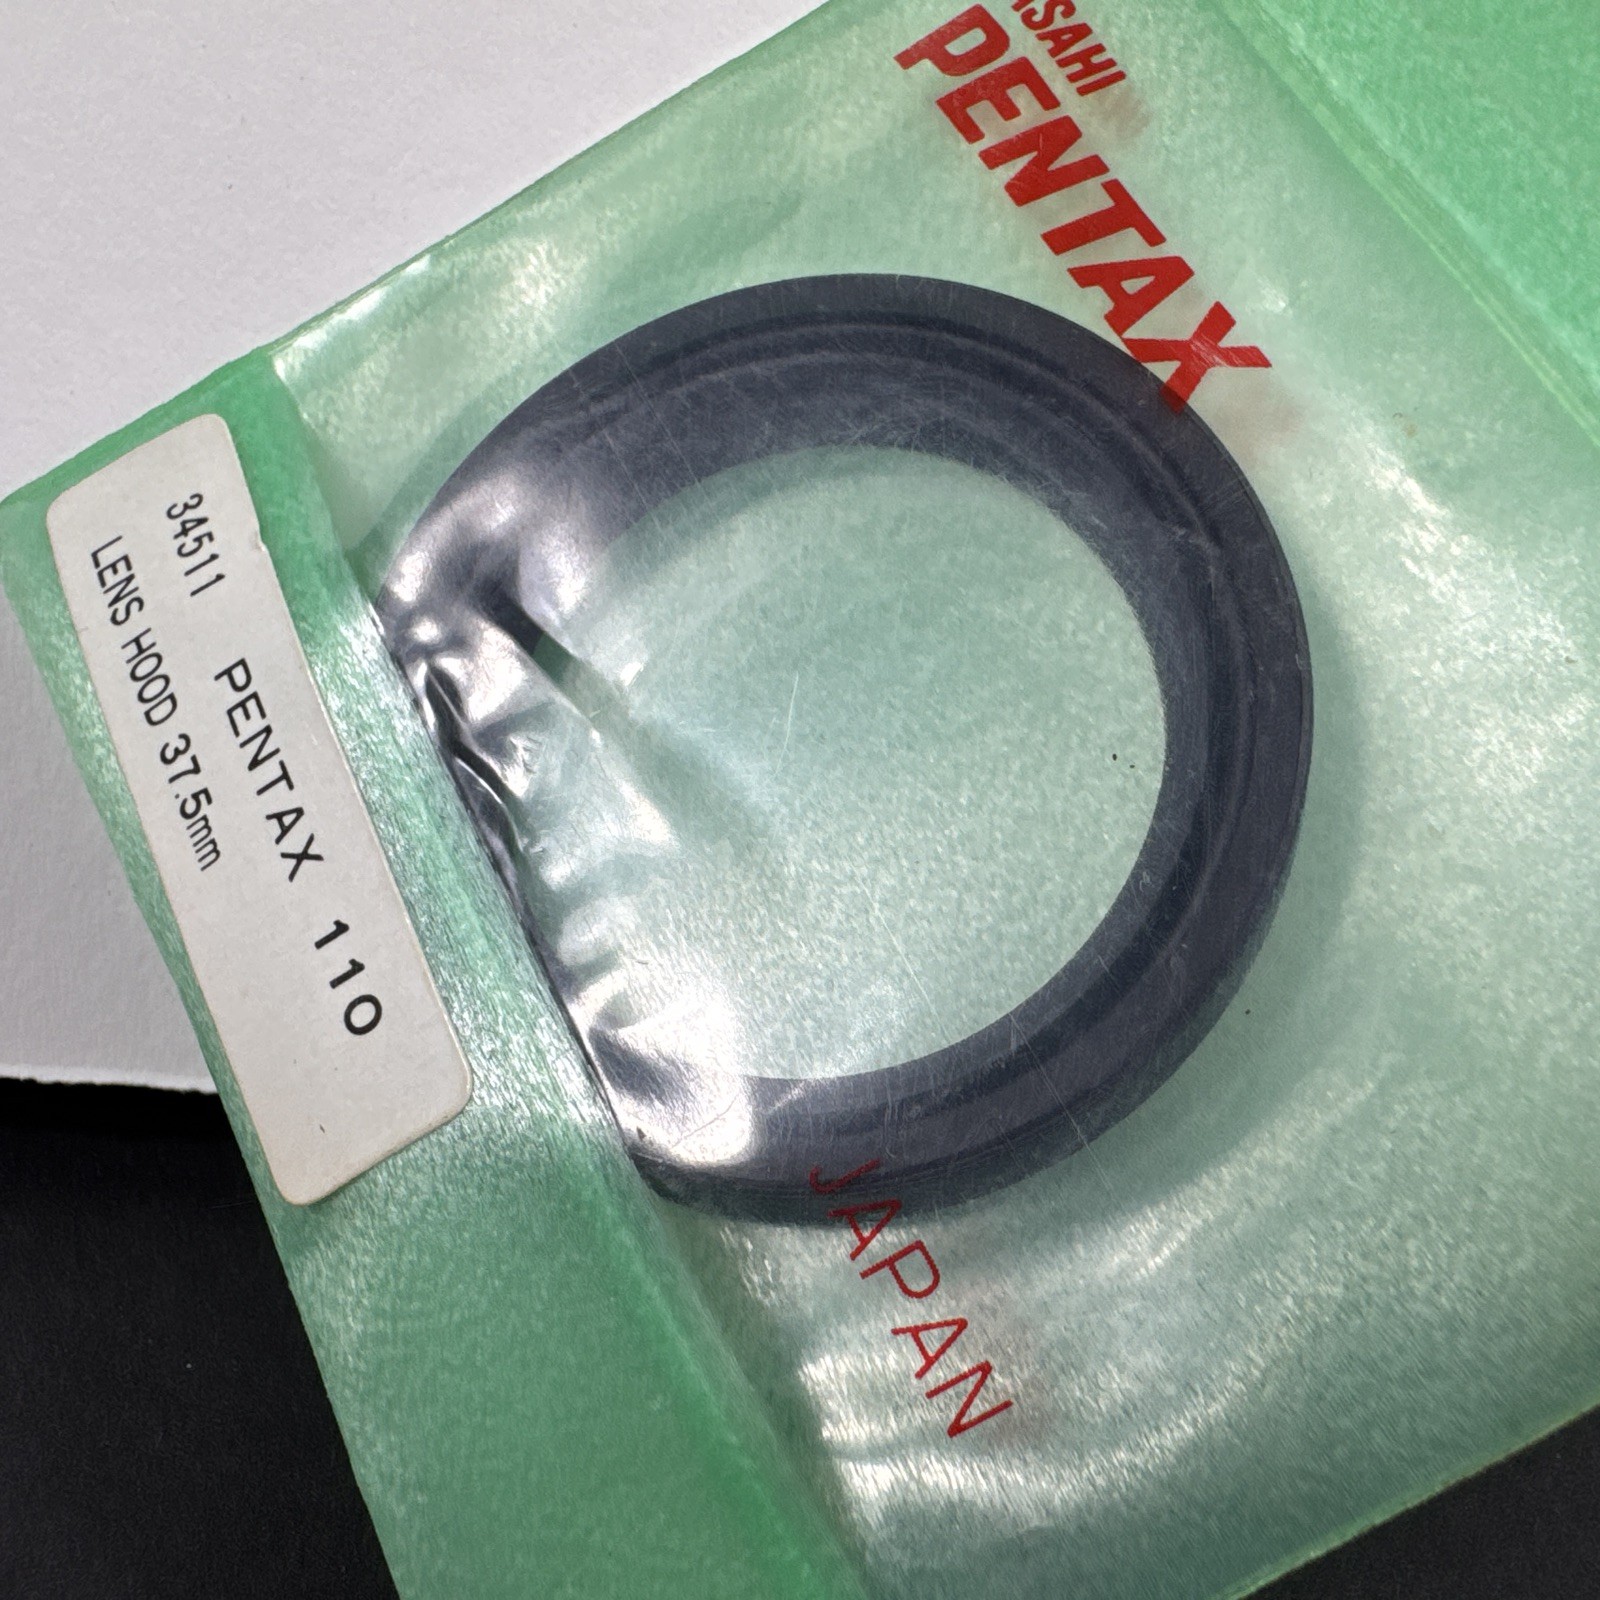 ASAHI
PENTAX
34511
PENTAX 110
LENS HOOD 37.5mm
JAPAN